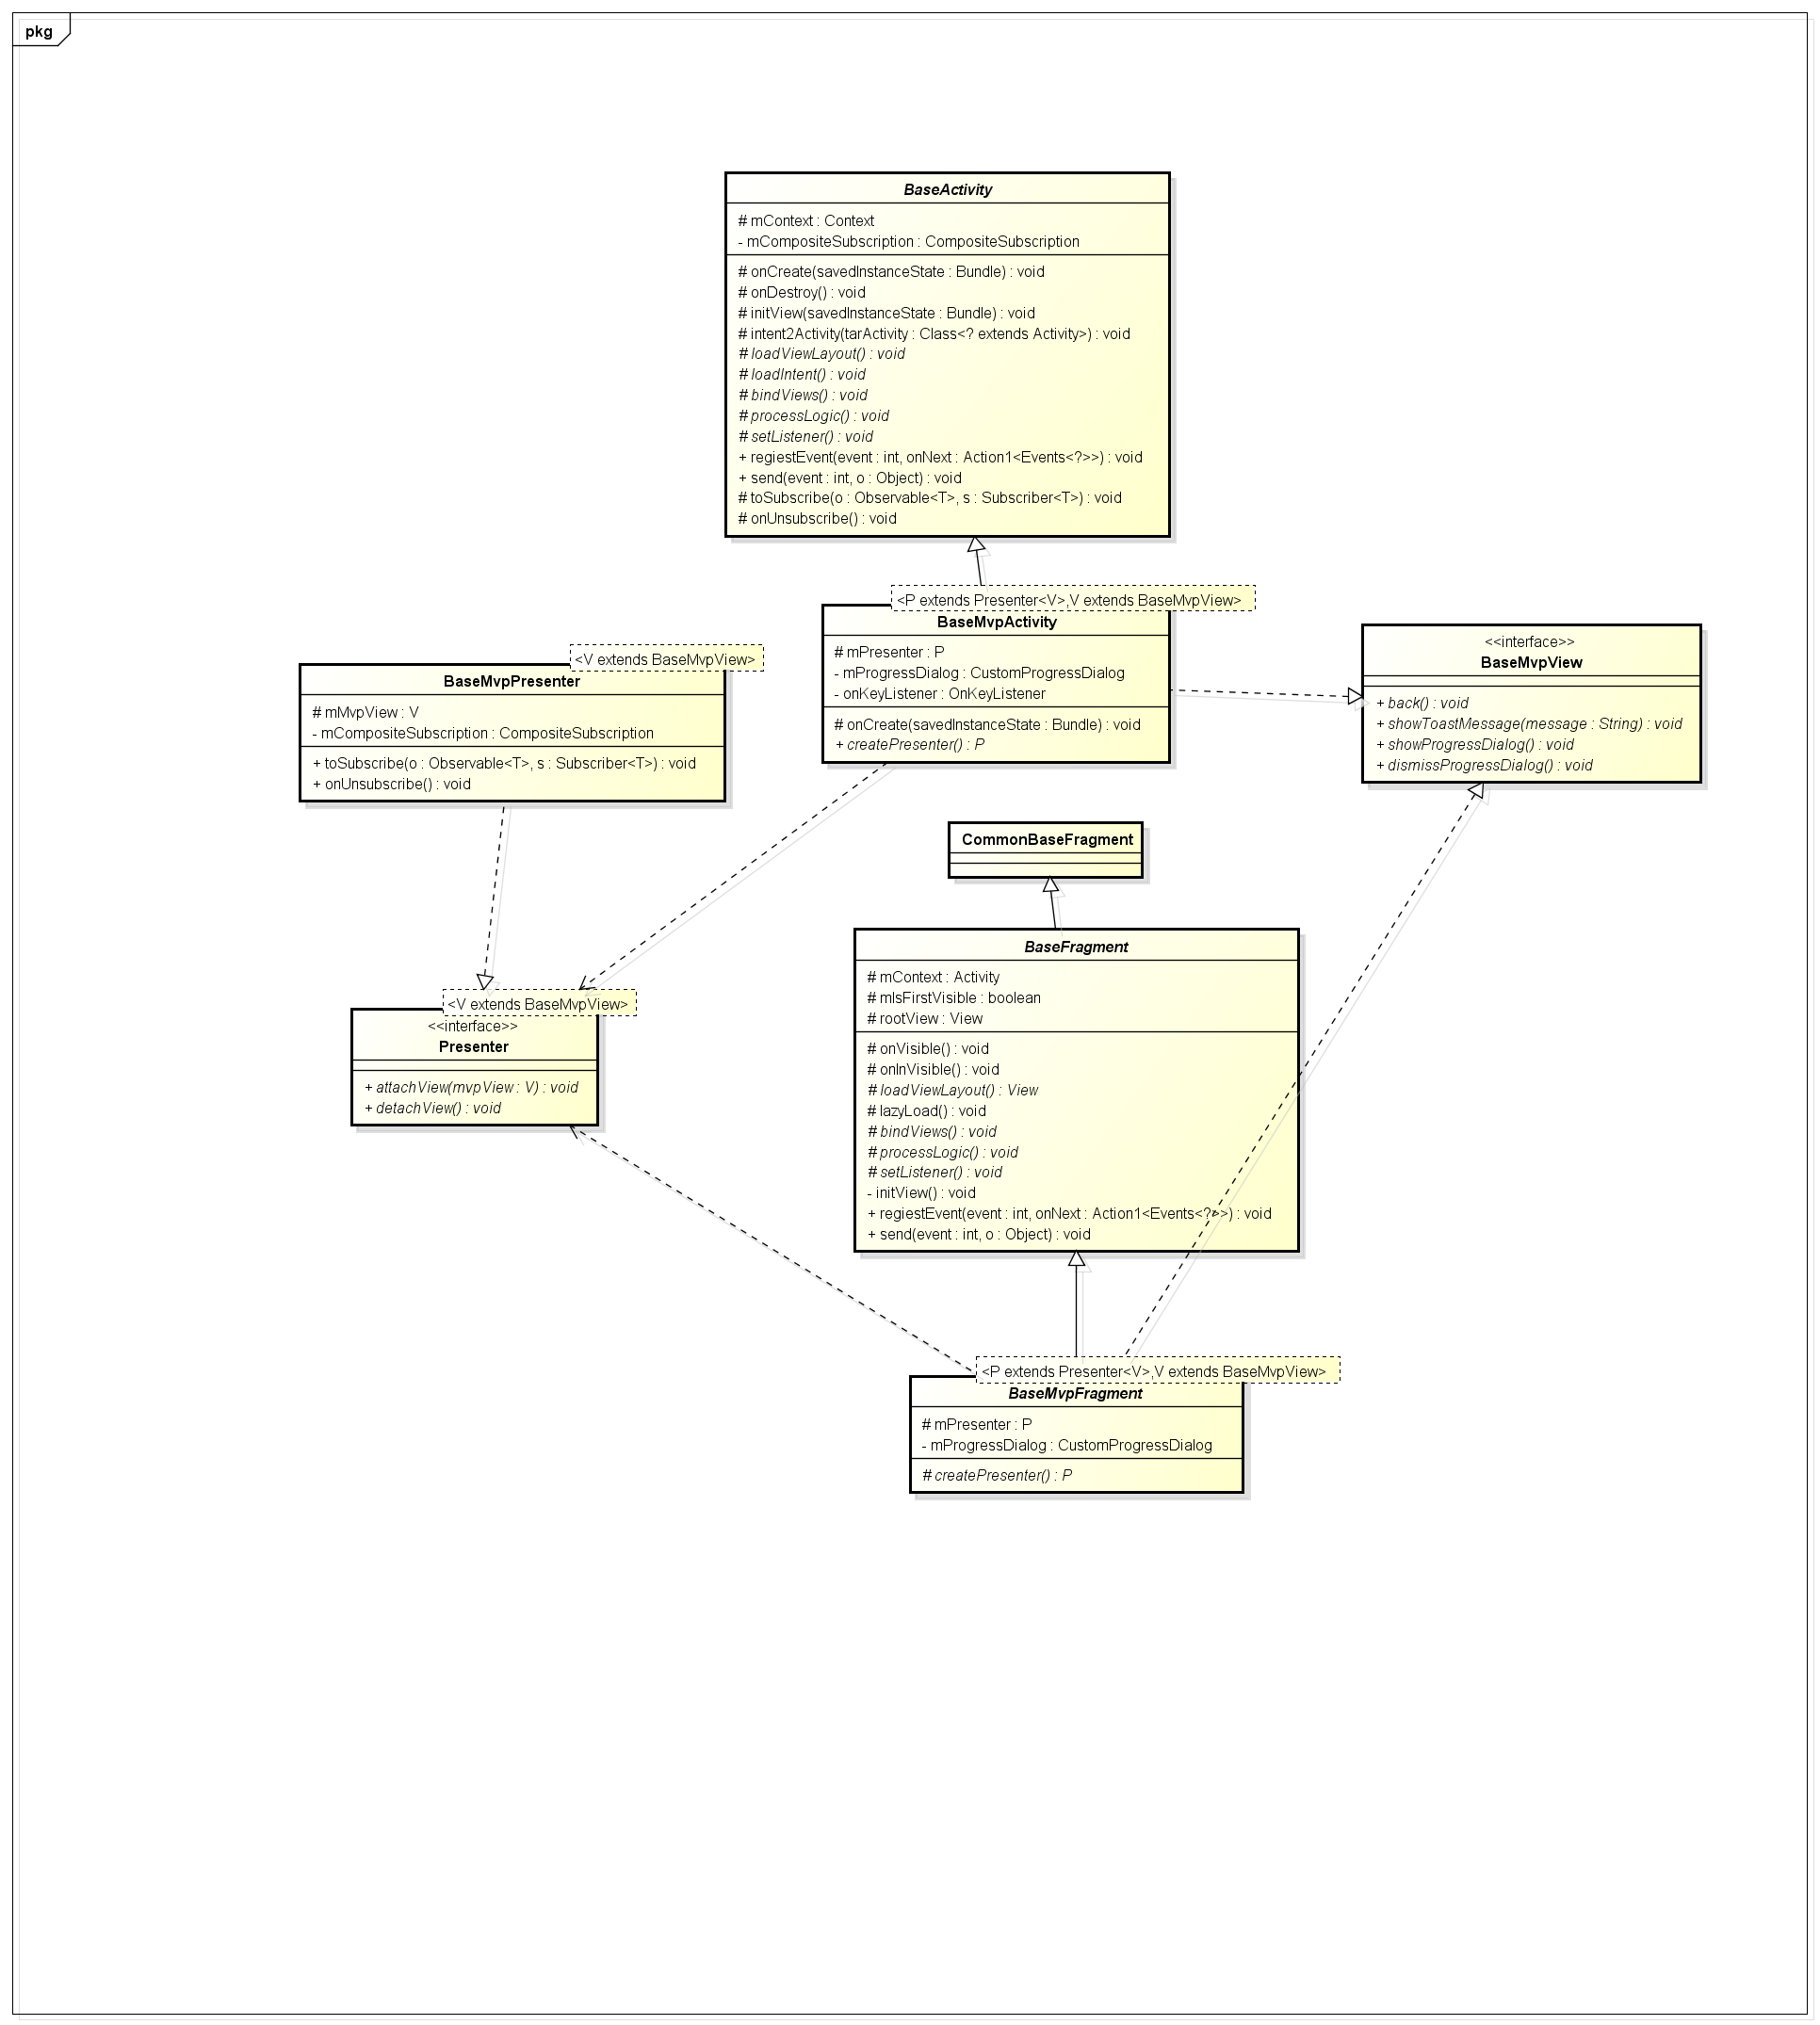 pkg
BaseActivity
# mContext : Context
- mCompositeSubscription : CompositeSubscription
# onCreate(savedInstanceState : Bundle) : void
# onDestroy() : void
# initView(savedInstanceState : Bundle) : void
# intent2Activity(tarActivity : Class<? extends Activity>) : void
# loadViewLayout() : void
# loadIntent() : void
# bindViews() : void
# processLogic() : void
# setListener() : void
+ regiestEvent(event : int, onNext : Action1<Events<?>>) : void
+ send(event : int, o : Object) : void
# toSubscribe(o : Observable<T>, s : Subscriber<T>) : void
# onUnsubscribe() : void
<P extends Presenter<V>,V extends BaseMvpView>
BaseMvpActivity
# mPresenter : P
- mProgressDialog : CustomProgressDialog
- onKeyListener : OnKeyListener
# onCreate(savedInstanceState : Bundle) : void
+ createPresenter() : P
<<interface>>
BaseMvpView
+ back() : void
+ showToastMessage(message : String) : void
+ showProgressDialog() : void
+ dismissProgressDialog() : void
<V extends BaseMvpView>
BaseMvpPresenter
# mMvpView : V
- mCompositeSubscription : CompositeSubscription
+ toSubscribe(o : Observable<T>, s : Subscriber<T>) : void
+ onUnsubscribe() : void
CommonBaseFragment
BaseFragment
# mContext : Activity
# mIsFirstVisible : boolean
# rootView : View
# onVisible() : void
# onInVisible() : void
# loadViewLayout() : View
# lazyLoad() : void
# bindViews() : void
# processLogic() : void
# setListener() : void
- initView() : void
+ regiestEvent(event : int, onNext : Action1<Events<?>>) : void
+ send(event : int, o : Object) : void
<V extends BaseMvpView>
<<interface>>
Presenter
+ attachView(mvpView : V) : void
+ detachView() : void
<P extends Presenter<V>,V extends BaseMvpView>
BaseMvpFragment
# mPresenter : P
- mProgressDialog : CustomProgressDialog
# createPresenter() : P